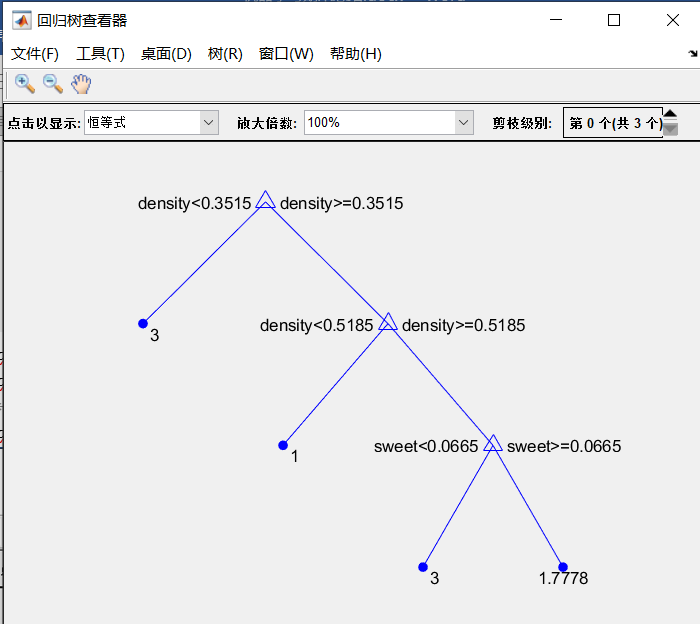 回归树查看器
文件(F) 工具(T) 桌面(D) 树(R) 窗口(W) 帮助(H)
点击以显示: 恒等式 放大倍数: 100% 剪枝级别: 第 0 个(共 3 个)
density<0.3515 density>=0.3515
3
density<0.5185 density>=0.5185
1
sweet<0.0665 sweet>=0.0665
3 1.7778